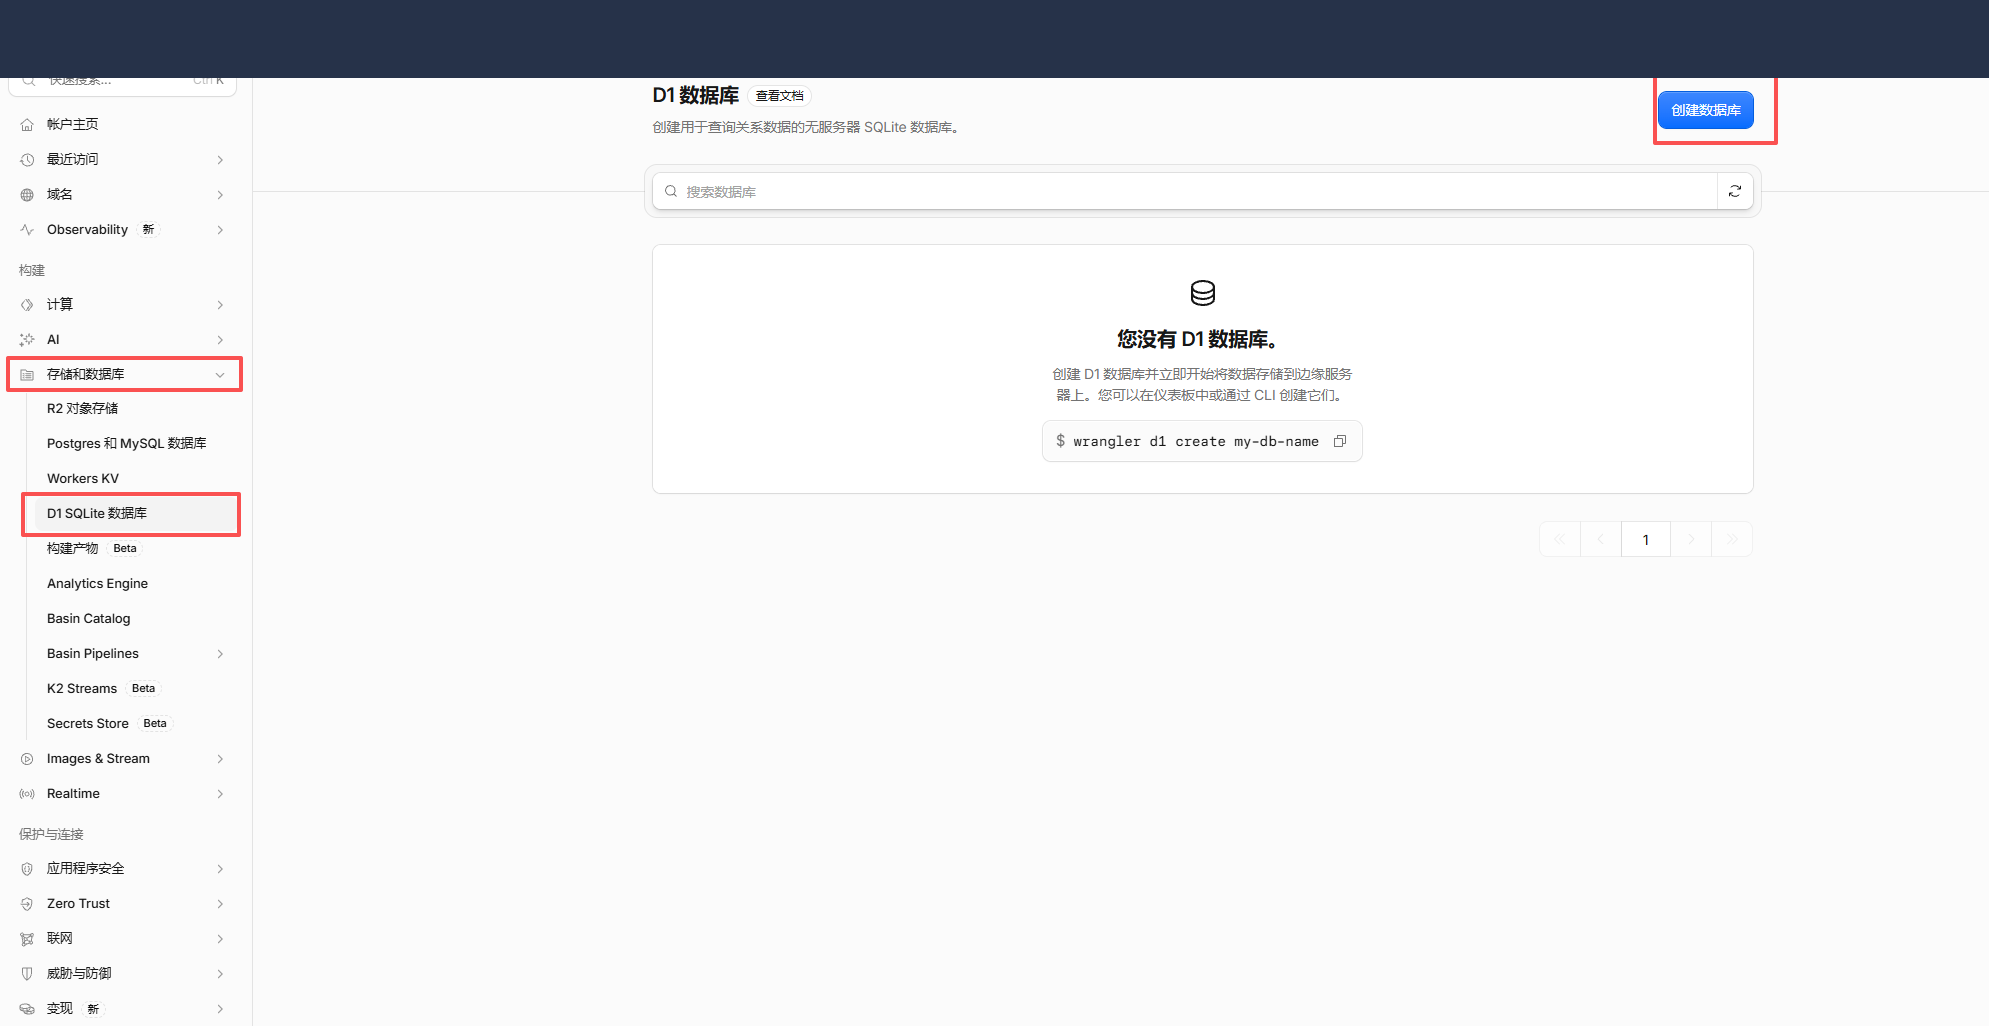 快速搜索... Ctrl K
帐户主页
最近访问
域名
Observability 新
构建
计算
AI
存储和数据库
R2 对象存储
Postgres 和 MySQL 数据库
Workers KV
D1 SQLite 数据库
构建产物 Beta
Analytics Engine
Basin Catalog
Basin Pipelines
K2 Streams Beta
Secrets Store Beta
Images & Stream
Realtime
保护与连接
应用程序安全
Zero Trust
联网
威胁与防御
变现 新
D1 数据库 查看文档
创建用于查询关系数据的无服务器 SQLite 数据库。
创建数据库
搜索数据库
您没有 D1 数据库。
创建 D1 数据库并立即开始将数据存储到边缘服务
器上。您可以在仪表板中或通过 CLI 创建它们。
$ wrangler d1 create my-db-name
1